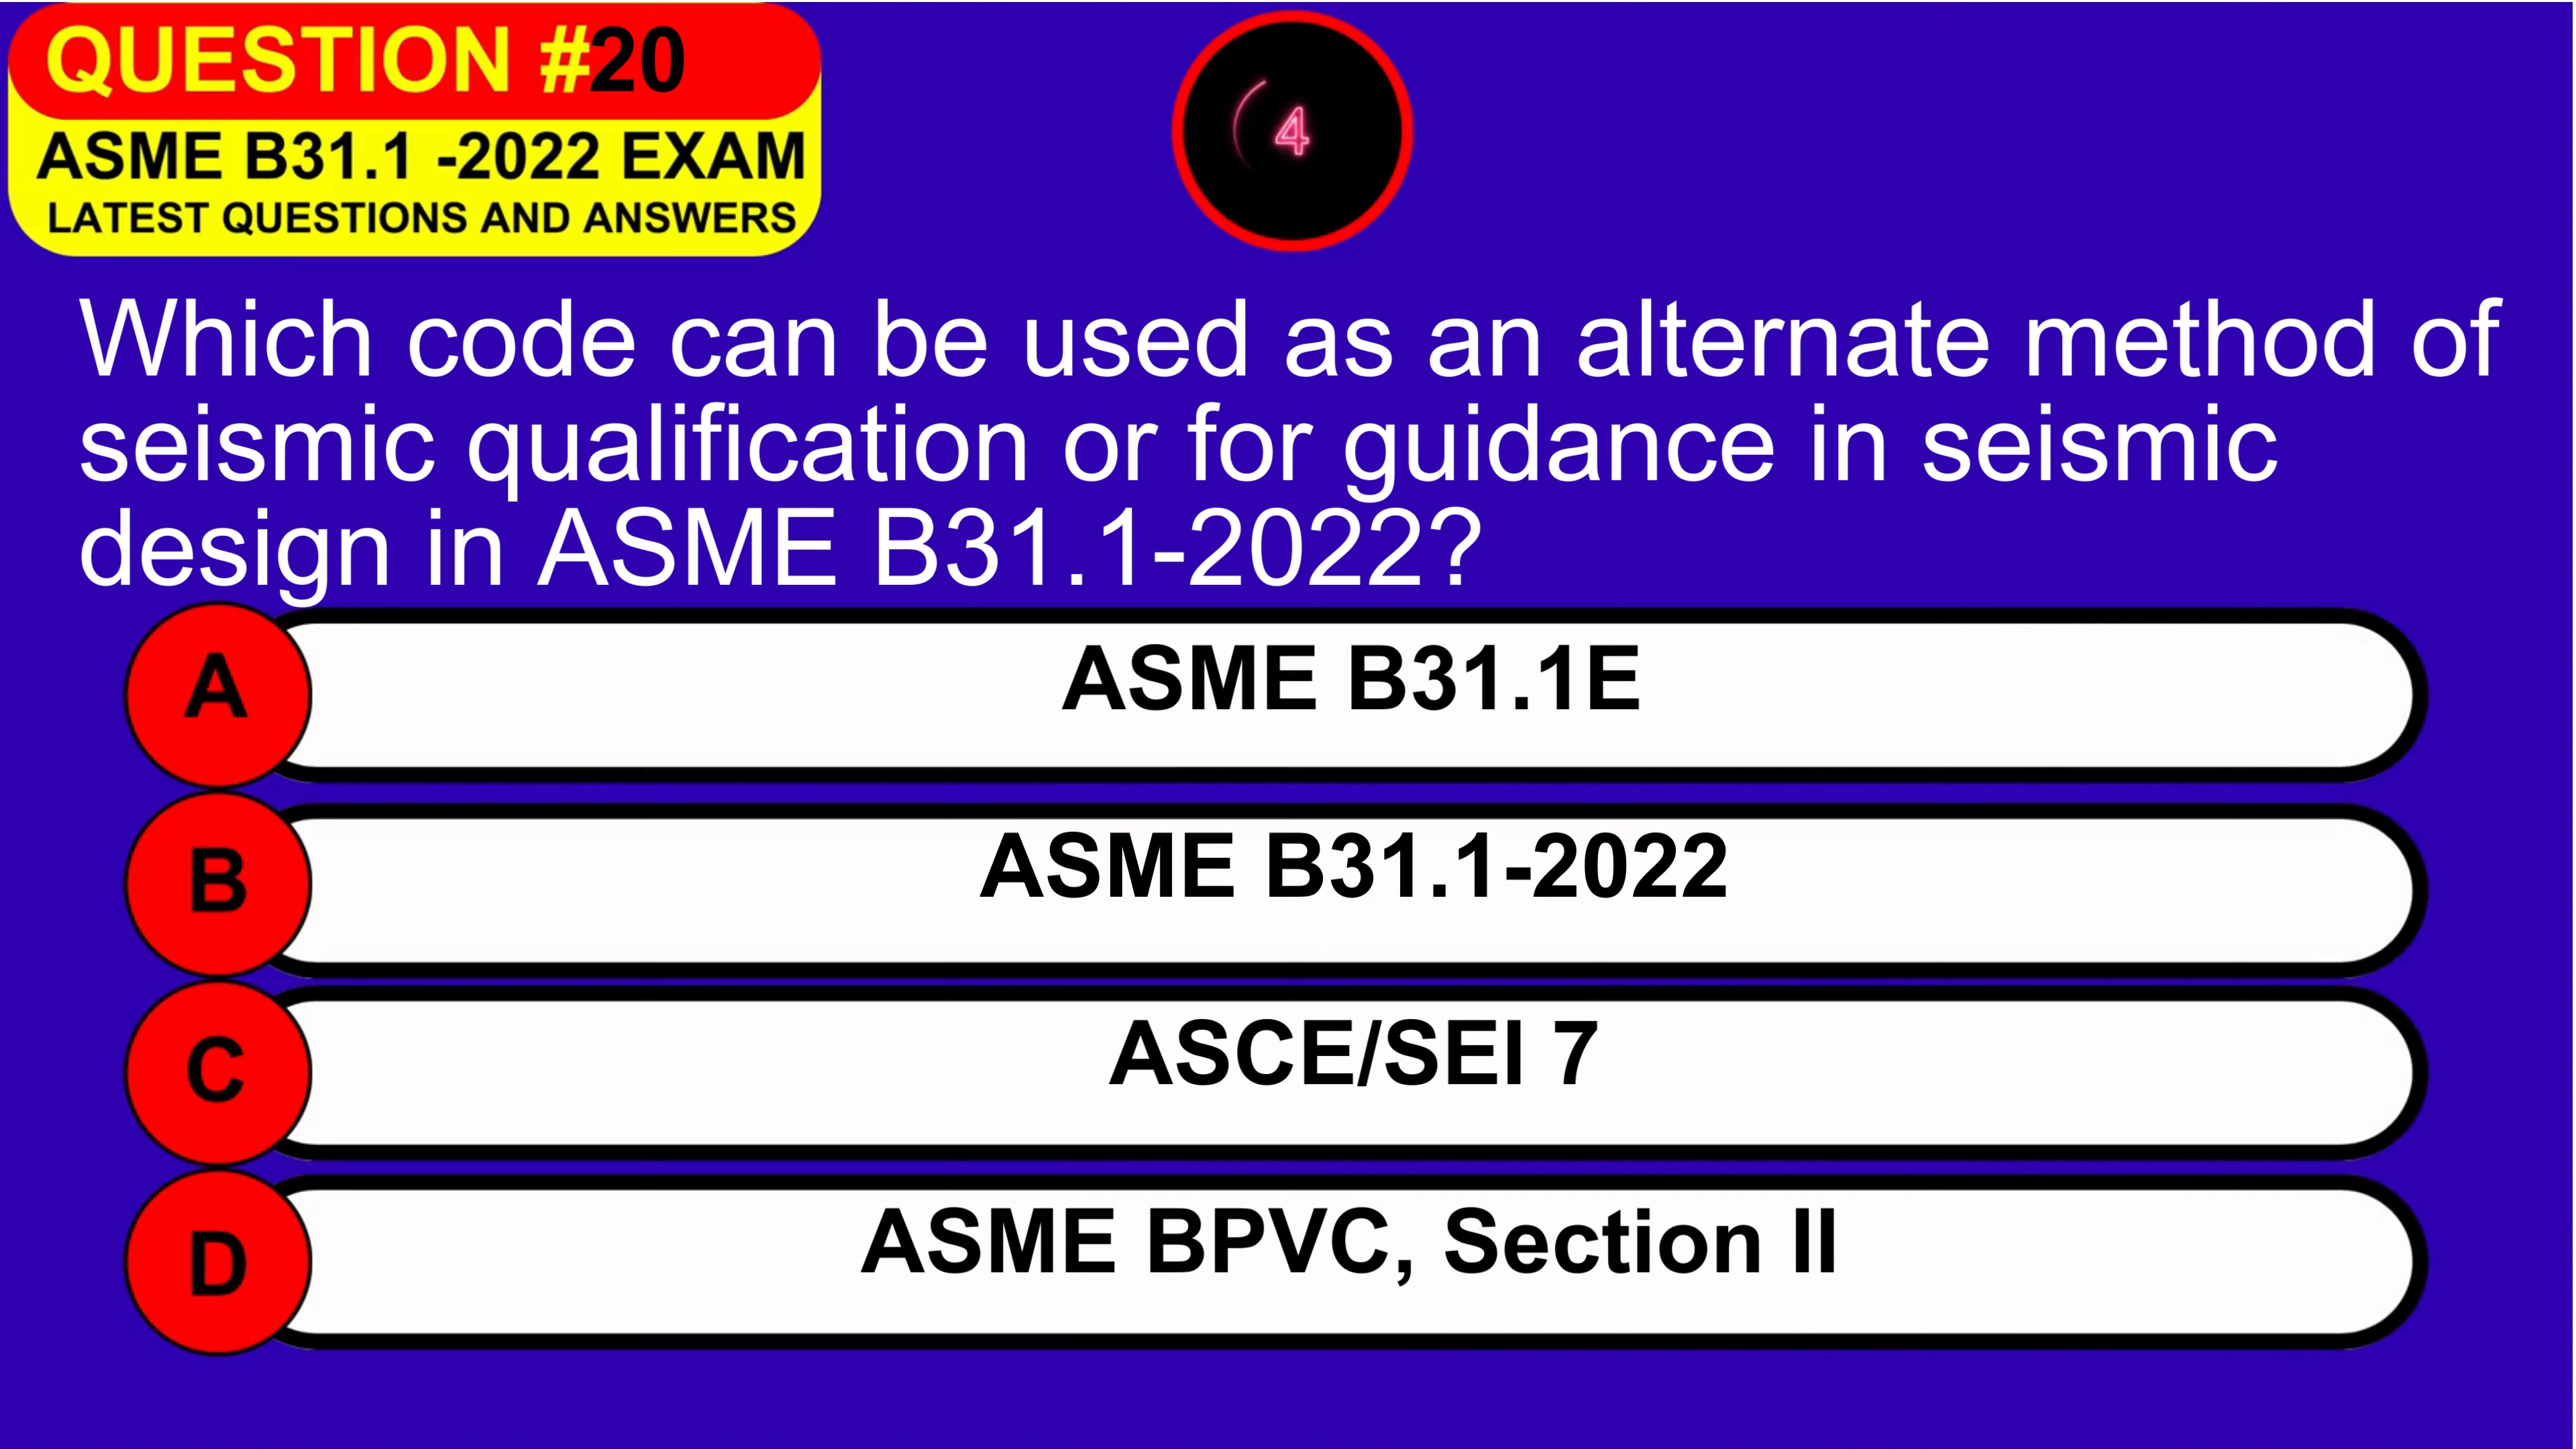 QUESTION #20
ASME B31.1 -2022 EXAM
LATEST QUESTIONS AND ANSWERS
4
Which code can be used as an alternate method of
seismic qualification or for guidance in seismic
design in ASME B31.1-2022?
A
ASME B31.1E
B
ASME B31.1-2022
C
ASCE/SEI 7
D
ASME BPVC, Section II